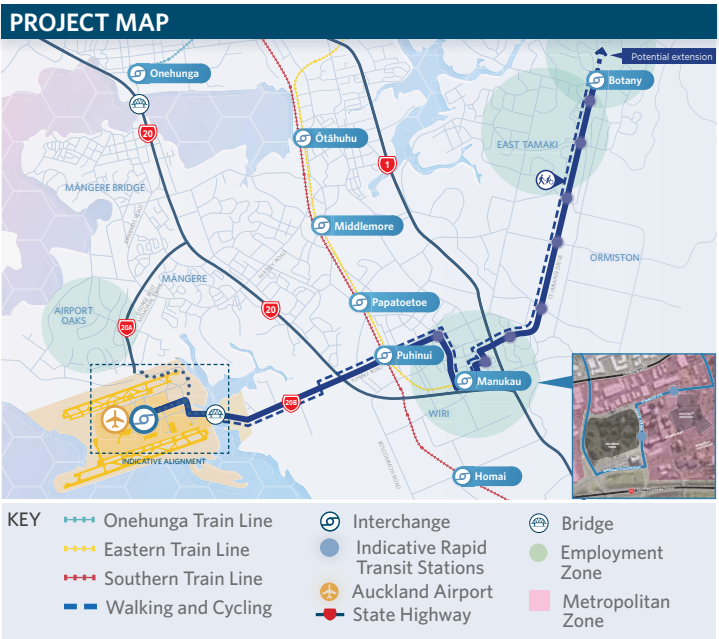 PROJECT MAP
Potential extension
Onehunga
Botany
20
Ōtāhuhu
EAST TAMAKI
1
MĀNGERE BRIDGE
Middlemore
ORMISTON
MĀNGERE
MASSEY ROAD
AIRPORT
OAKS
20
Papatoetoe
20A
Puhinui
Manukau
20B
WIRI
INDICATIVE ALIGNMENT
Homai
KEY
Onehunga Train Line
Eastern Train Line
Southern Train Line
Walking and Cycling
Interchange
Indicative Rapid
Transit Stations
Auckland Airport
State Highway
Bridge
Employment
Zone
Metropolitan
Zone